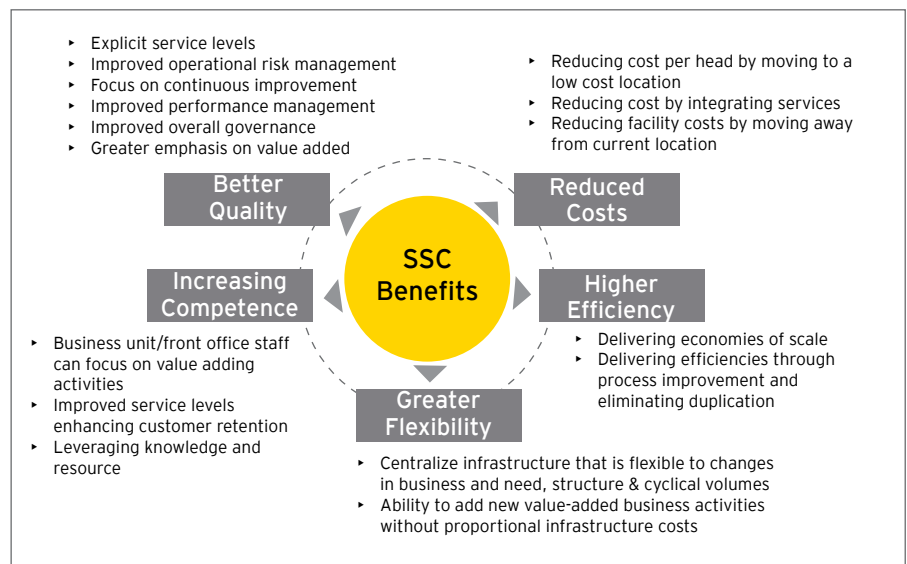 ▸ Explicit service levels
▸ Improved operational risk management
▸ Focus on continuous improvement
▸ Improved performance management
▸ Improved overall governance
▸ Greater emphasis on value added
▸ Reducing cost per head by moving to a
low cost location
▸ Reducing cost by integrating services
▸ Reducing facility costs by moving away
from current location
Better
Quality
Reduced
Costs
SSC
Benefits
Increasing
Competence
Higher
Efficiency
▸ Business unit/front office staff
can focus on value adding
activities
▸ Improved service levels
enhancing customer retention
▸ Leveraging knowledge and
resource
▸ Delivering economies of scale
▸ Delivering efficiencies through
process improvement and
eliminating duplication
Greater
Flexibility
▸ Centralize infrastructure that is flexible to changes
in business and need, structure & cyclical volumes
▸ Ability to add new value-added business activities
without proportional infrastructure costs